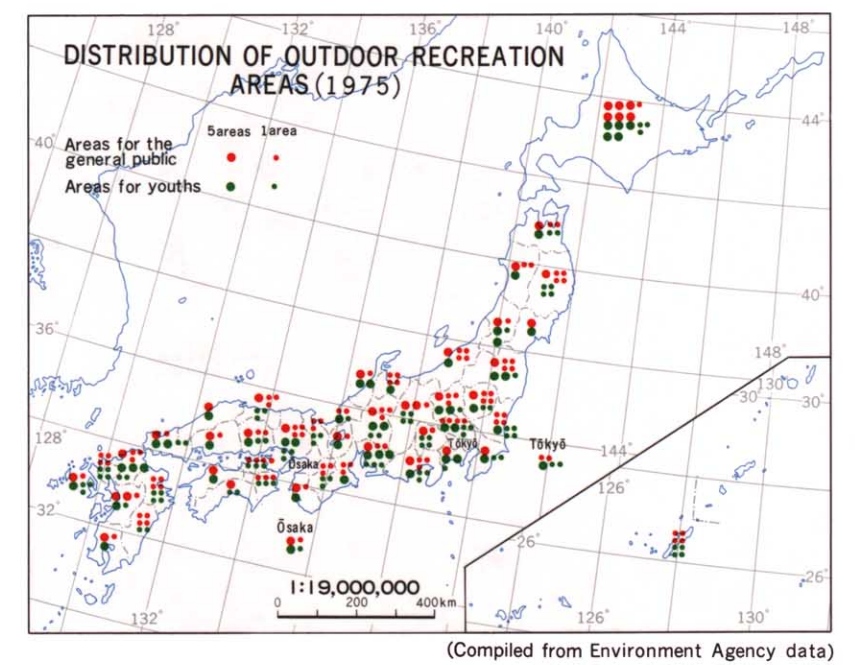 128°
132°
136°
140°
144°
148°
DISTRIBUTION OF OUTDOOR RECREATION
AREAS (1975)
5areas 1area
Areas for the
general public
Areas for youths
40°
44°
40°
36°
148°
30°
130°
30°
128°
Tōkyō
Tōkyō
144°
Ōsaka
126°
32°
Ōsaka
26°
26°
1:19,000,000
0 200 400km
132°
126°
130°
(Compiled from Environment Agency data)